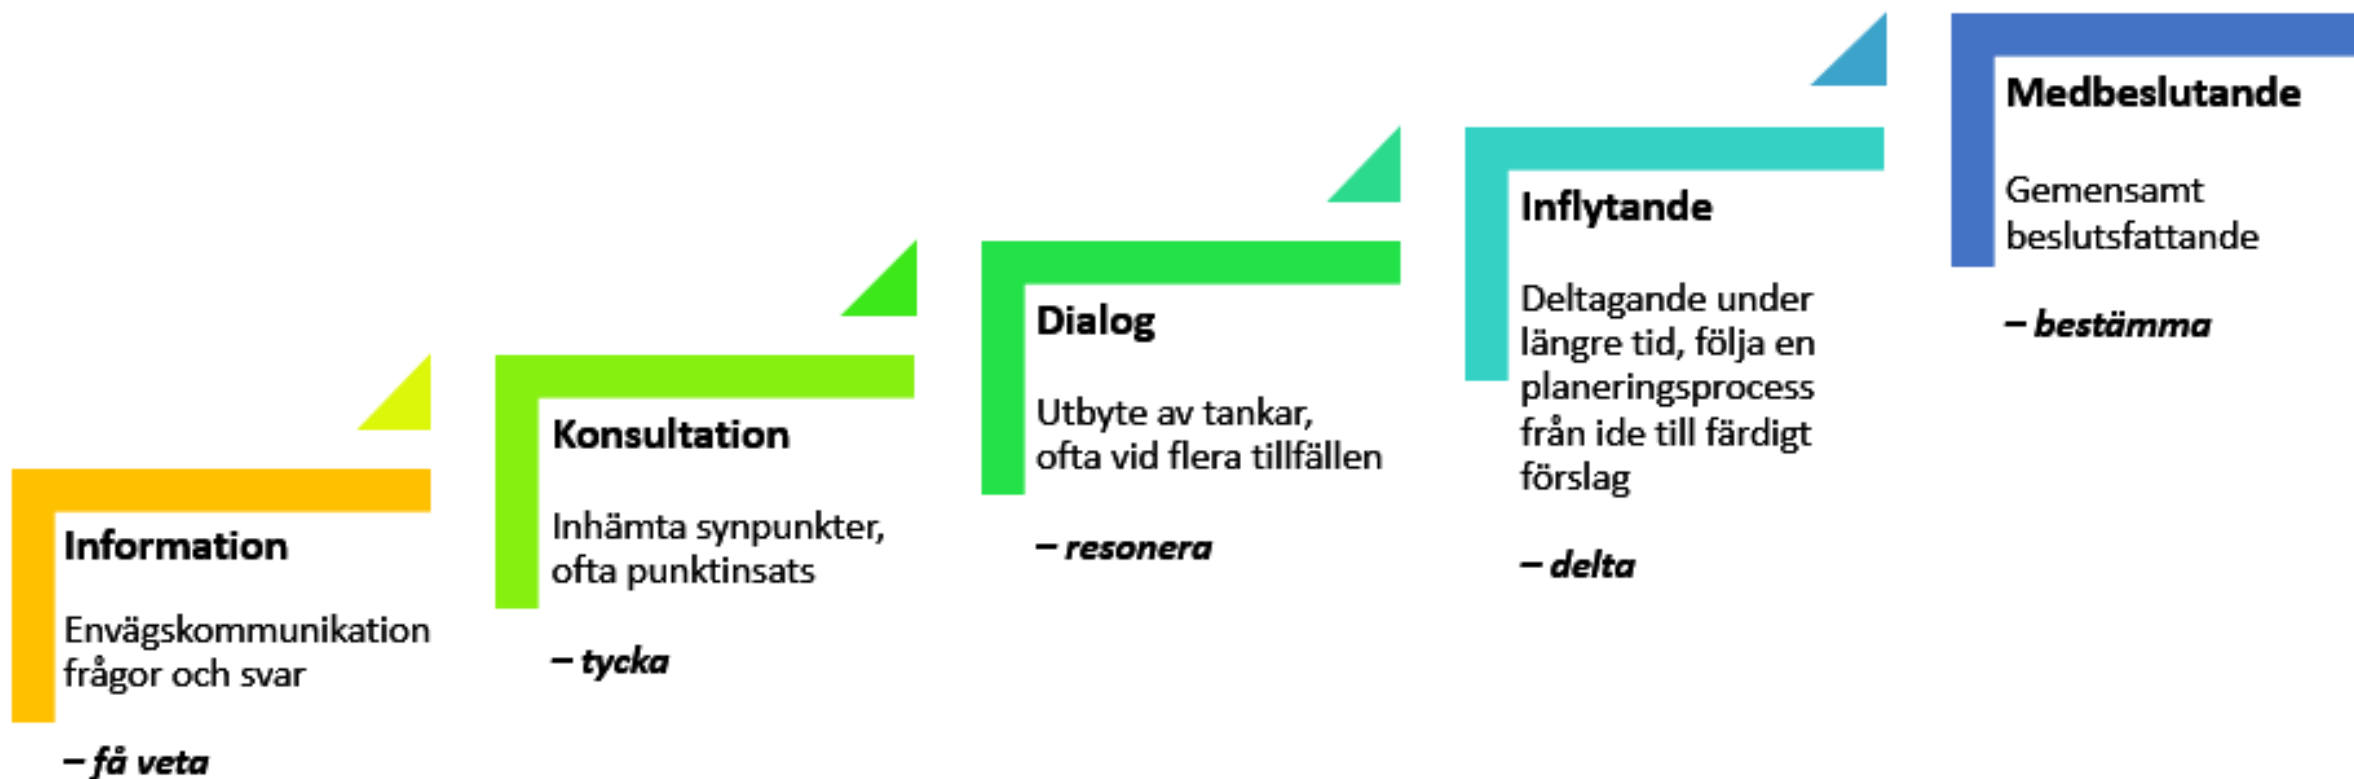 Information
Envägskommunikation
frågor och svar
– få veta
Konsultation
Inhämta synpunkter,
ofta punktinsats
– tycka
Dialog
Utbyte av tankar,
ofta vid flera tillfällen
– resonera
Inflytande
Deltagande under
längre tid, följa en
planeringsprocess
från ide till färdigt
förslag
– delta
Medbeslutande
Gemensamt
beslutsfattande
– bestämma